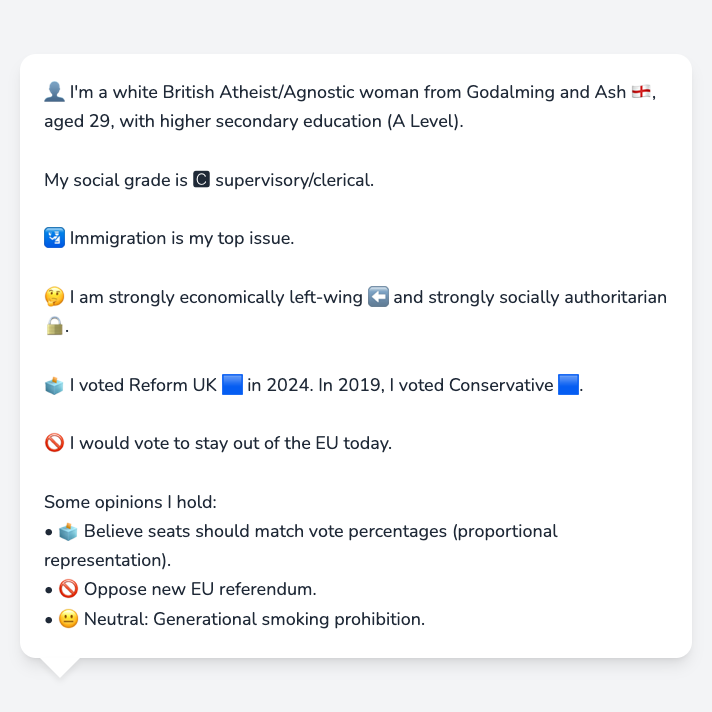 👤 I'm a white British Atheist/Agnostic woman from Godalming and Ash 🏴󠁧󠁢󠁥󠁮󠁧󠁿,
aged 29, with higher secondary education (A Level).
My social grade is 🅲 supervisory/clerical.
🛂 Immigration is my top issue.
🤔 I am strongly economically left-wing ⬅️ and strongly socially authoritarian
🔒.
🗳️ I voted Reform UK 🟦 in 2024. In 2019, I voted Conservative 🟦.
🚫 I would vote to stay out of the EU today.
Some opinions I hold:
• 🗳️ Believe seats should match vote percentages (proportional
representation).
• 🚫 Oppose new EU referendum.
• 😐 Neutral: Generational smoking prohibition.